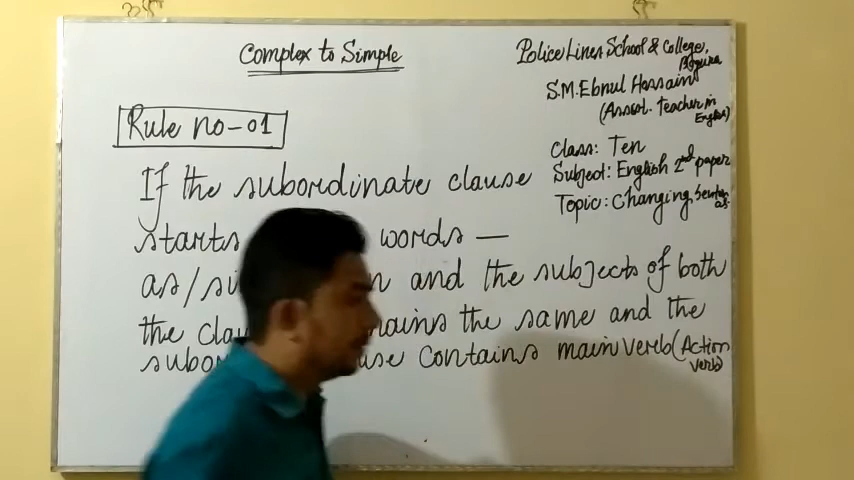 Complex to Simple
Police Lines School & College,
Bogura
S.M. Ebnul Hossain
(Assist. Teacher in
English)
Class: Ten
Subject: English 2nd paper
Topic: Changing
Rule no-01
If the subordinate clause
starts words —
as/si n and the subjects of both
the clau mains the same and the
subor use contains main verb (Action
verb)